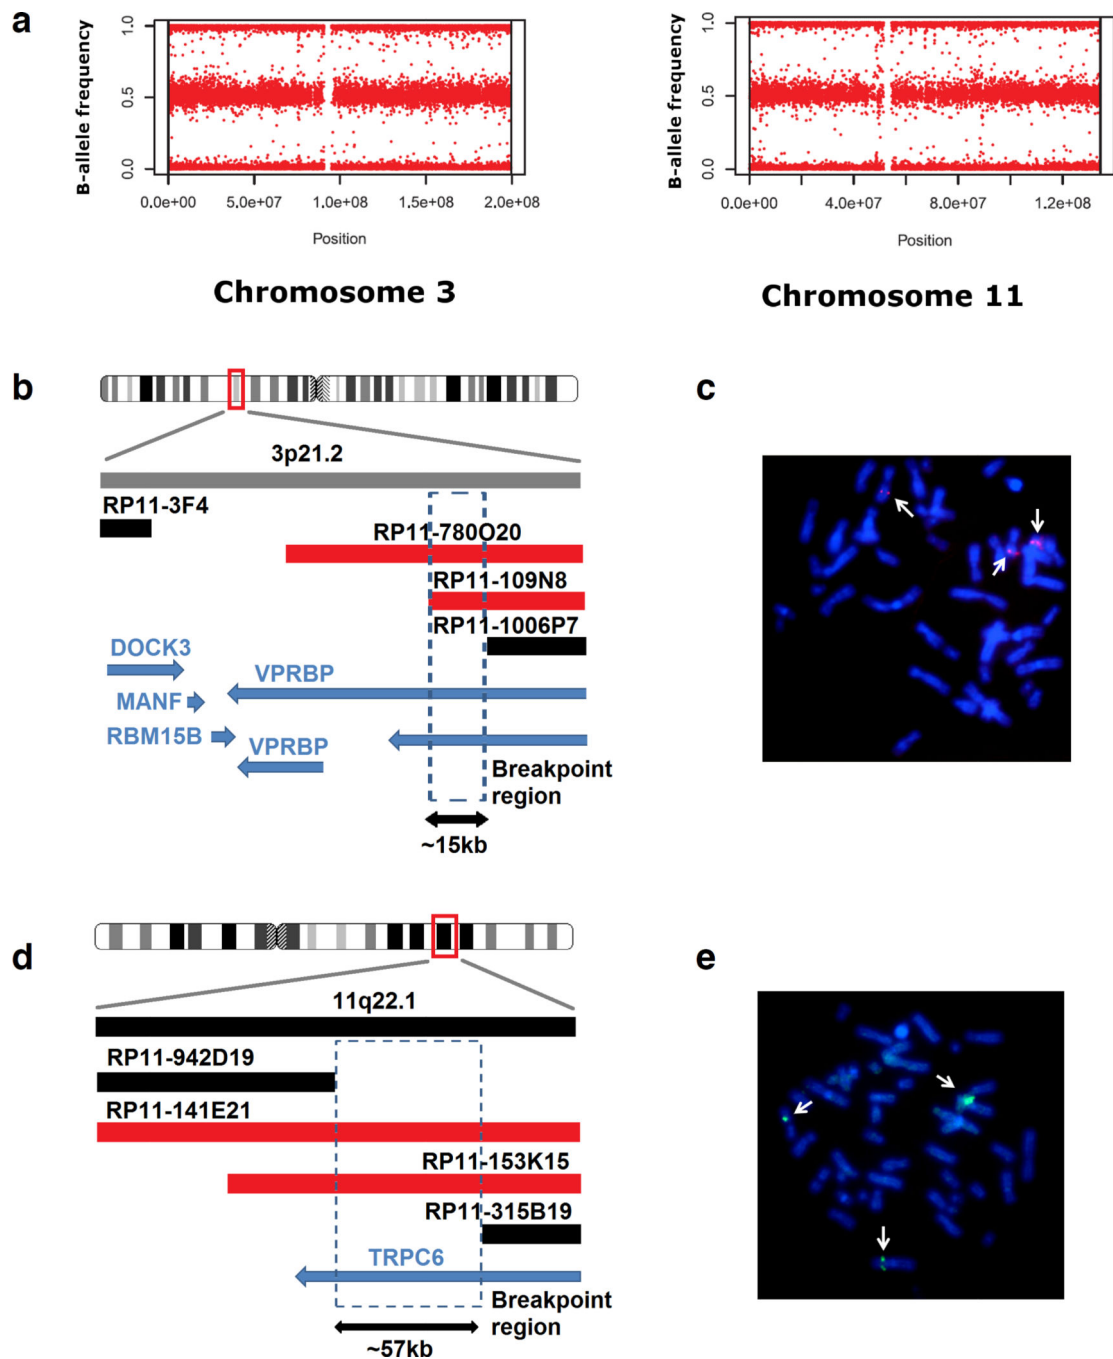 a
B-allele frequency
1.0
0.5
0.0
0.0e+00 5.0e+07 1.0e+08 1.5e+08 2.0e+08
Position
Chromosome 3
B-allele frequency
1.0
0.5
0.0
0.0e+00 4.0e+07 8.0e+07 1.2e+08
Position
Chromosome 11
b
3p21.2
RP11-3F4
RP11-780O20
RP11-109N8
RP11-1006P7
DOCK3
VPRBP
MANF
RBM15B
VPRBP
Breakpoint
region
~15kb
c
d
11q22.1
RP11-942D19
RP11-141E21
RP11-153K15
RP11-315B19
TRPC6
Breakpoint
region
~57kb
e